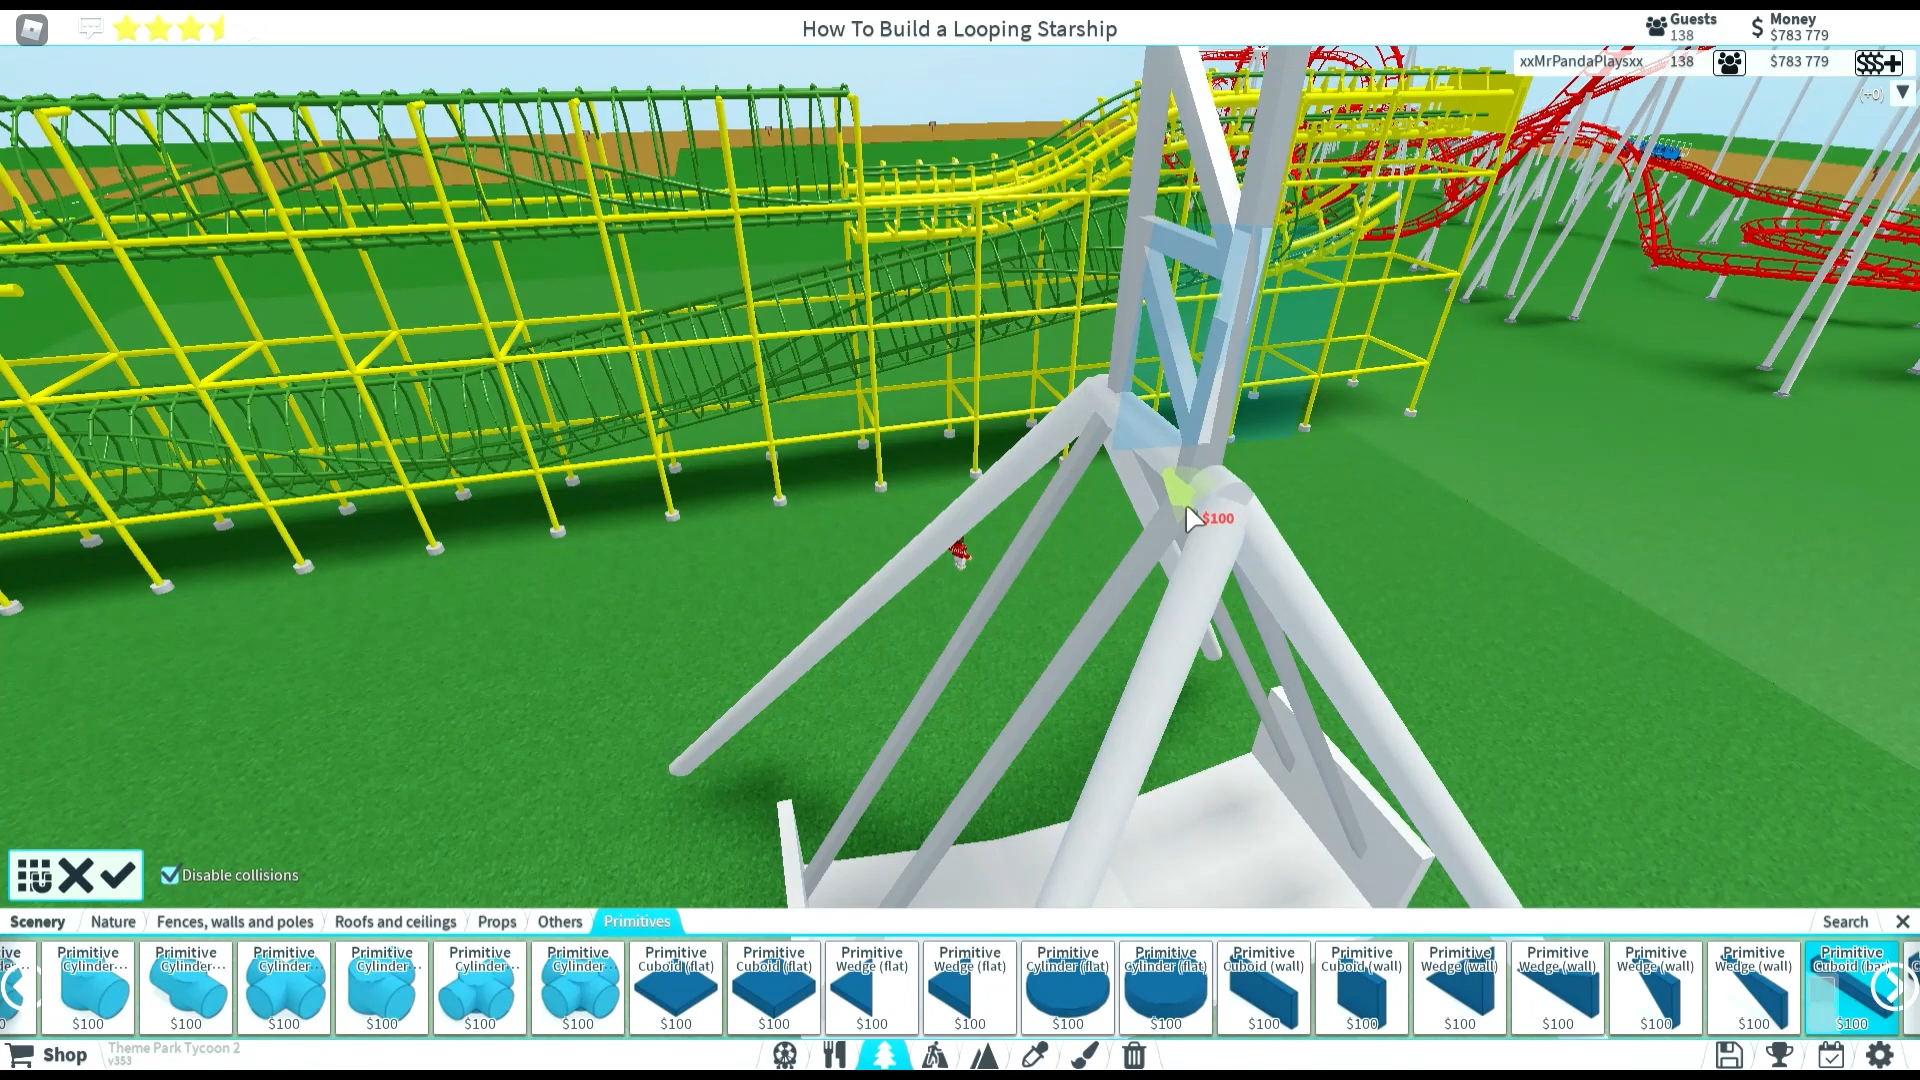 How To Build a Looping Starship
Guests
138
$ Money
$783 779
xxMrPandaPlaysxx 138 $783 779 $$$+
(+0)
$100
Disable collisions
Scenery Nature Fences, walls and poles Roofs and ceilings Props Others Primitives Search
Primitive Cylinder... $100
Primitive Cylinder... $100
Primitive Cylinder... $100
Primitive Cylinder... $100
Primitive Cylinder... $100
Primitive Cylinder... $100
Primitive Cuboid (flat) $100
Primitive Cuboid (flat) $100
Primitive Wedge (flat) $100
Primitive Wedge (flat) $100
Primitive Cylinder (flat) $100
Primitive Cylinder (flat) $100
Primitive Cuboid (wall) $100
Primitive Cuboid (wall) $100
Primitive Wedge (wall) $100
Primitive Wedge (wall) $100
Primitive Wedge (wall) $100
Primitive Wedge (wall) $100
Primitive Cuboid (bar) $100
Shop
Theme Park Tycoon 2
v353